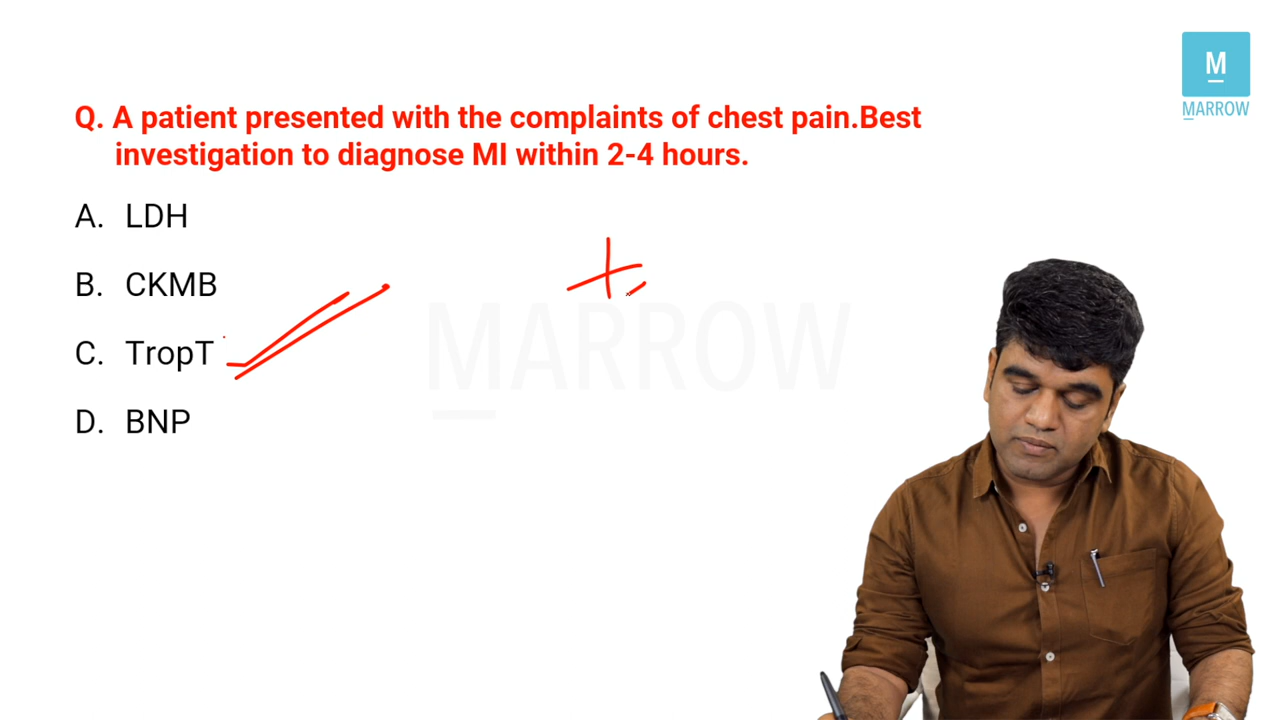 M
MARROW
Q. A patient presented with the complaints of chest pain.Best
investigation to diagnose MI within 2-4 hours.
A. LDH
B. CKMB
C. TropT
D. BNP
MARROW